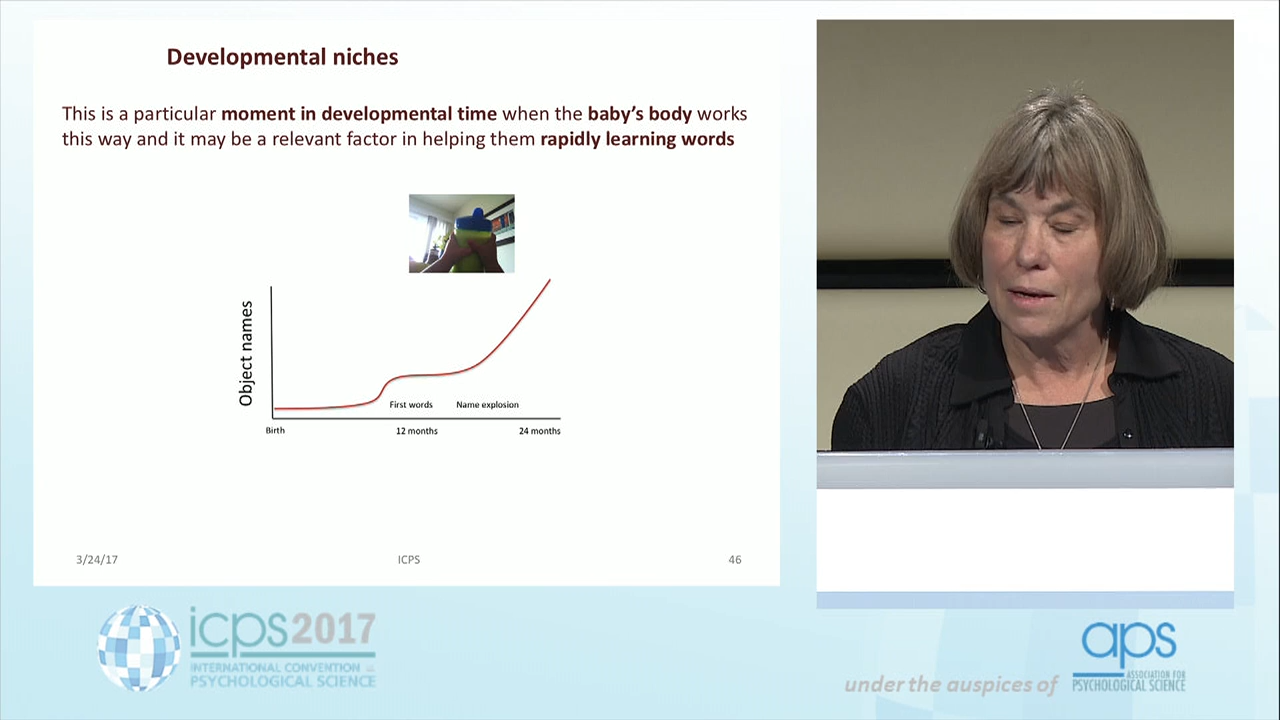 Developmental niches
This is a particular moment in developmental time when the baby's body works
this way and it may be a relevant factor in helping them rapidly learning words
Object names
First words
Name explosion
Birth
12 months
24 months
3/24/17
ICPS
46
icps2017
INTERNATIONAL CONVENTION
PSYCHOLOGICAL SCIENCE
under the auspices of
aps
ASSOCIATION FOR
PSYCHOLOGICAL SCIENCE